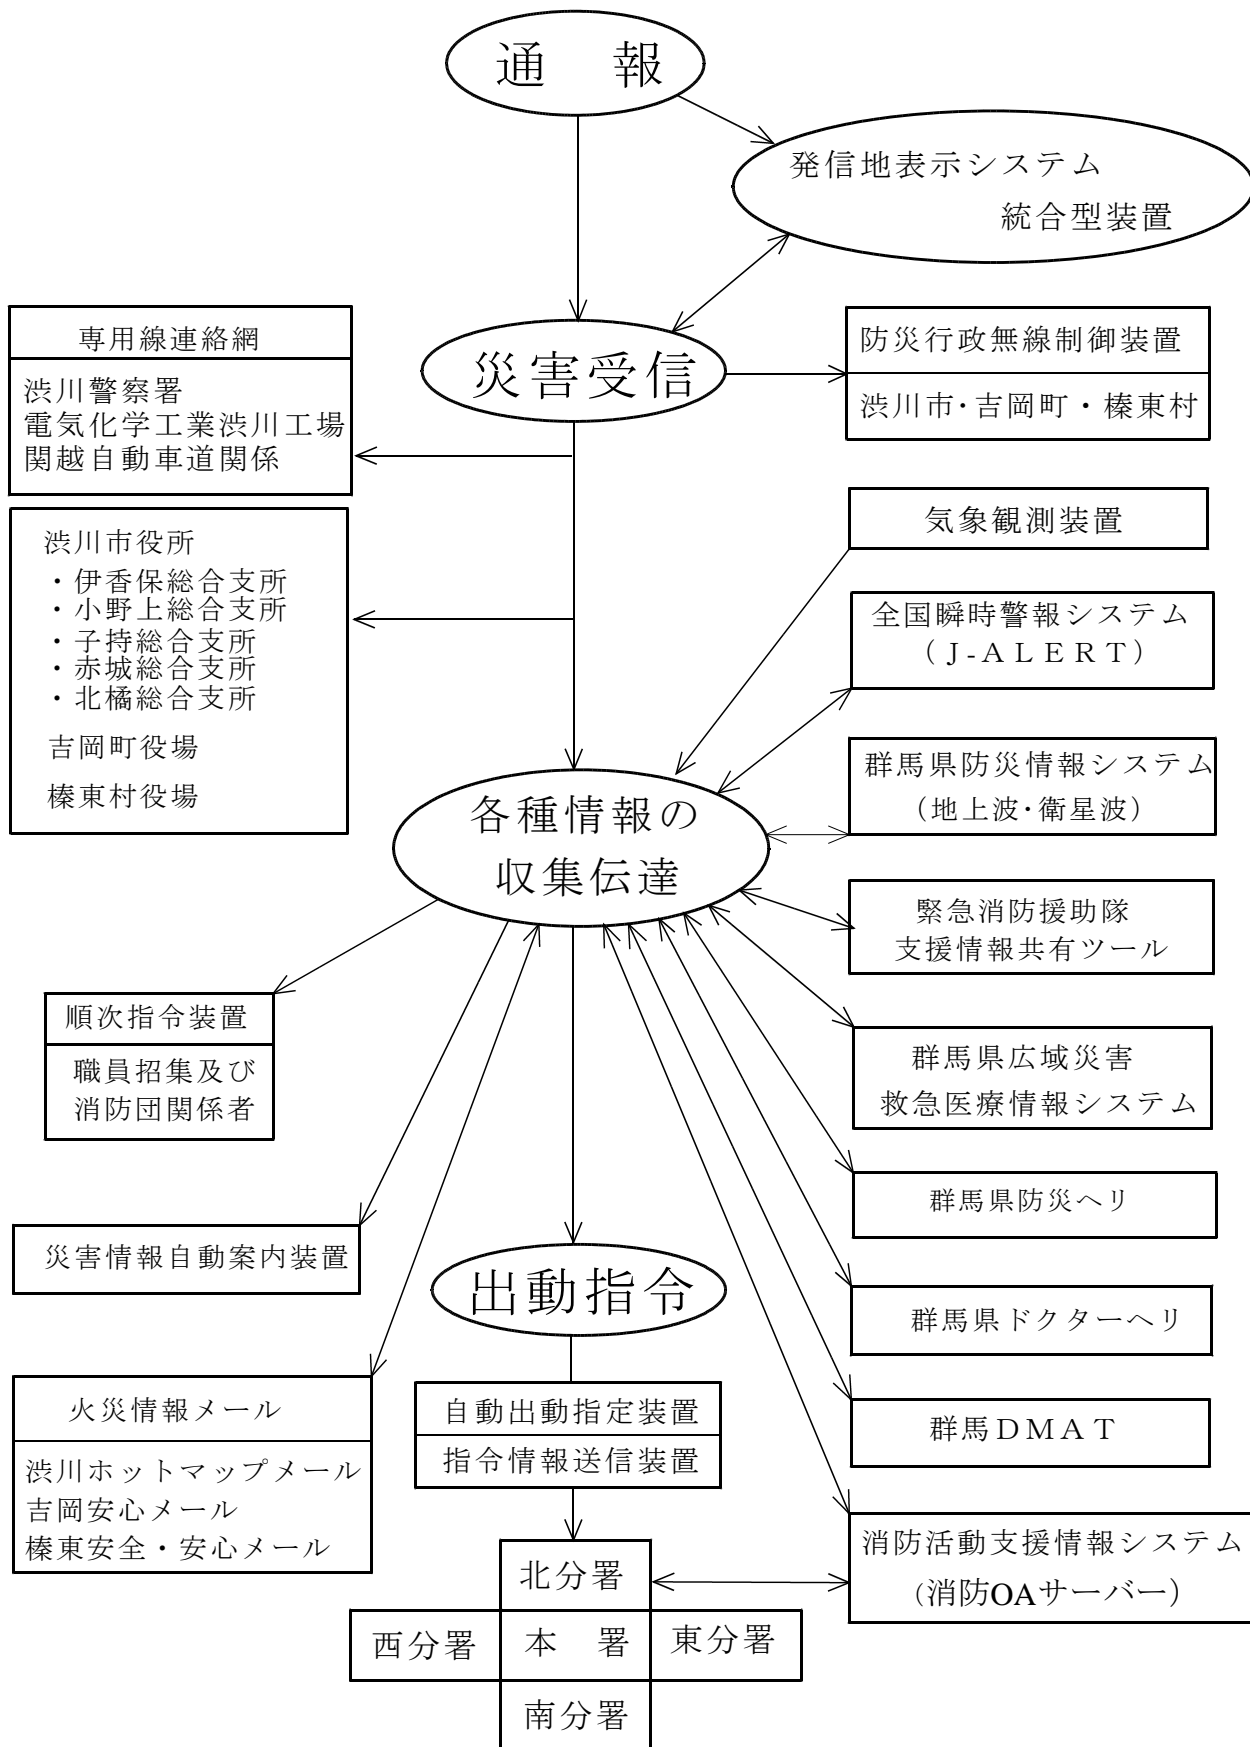 通　報
発信地表示システム
統合型装置
専用線連絡網
渋川警察署
電気化学工業渋川工場
関越自動車道関係
災害受信
防災行政無線制御装置
渋川市・吉岡町・榛東村
渋川市役所
・伊香保総合支所
・小野上総合支所
・子持総合支所
・赤城総合支所
・北橘総合支所
吉岡町役場
榛東村役場
気象観測装置
全国瞬時警報システム
（Ｊ-ＡＬＥＲＴ）
群馬県防災情報システム
（地上波・衛星波）
各種情報の
収集伝達
緊急消防援助隊
支援情報共有ツール
順次指令装置
職員招集及び
消防団関係者
群馬県広域災害
救急医療情報システム
群馬県防災ヘリ
災害情報自動案内装置
出動指令
群馬県ドクターヘリ
火災情報メール
渋川ホットマップメール
吉岡安心メール
榛東安全・安心メール
自動出動指定装置
指令情報送信装置
群馬ＤＭＡＴ
消防活動支援情報システム
（消防OAサーバー）
北分署
西分署
本　署
東分署
南分署